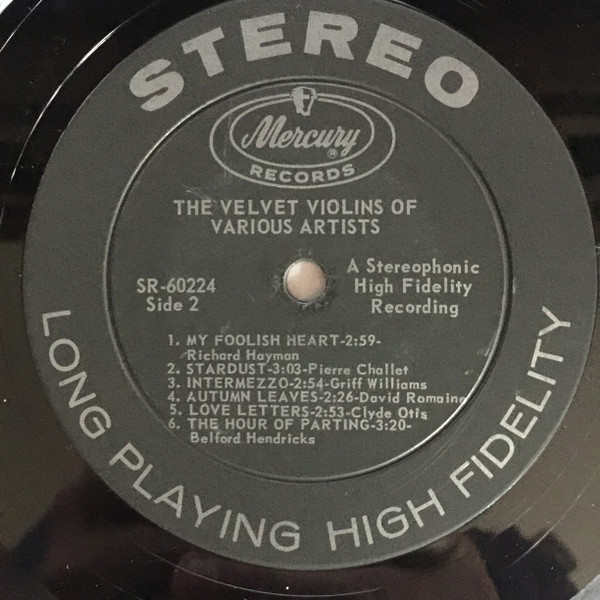 STEREO
Mercury
®
RECORDS
THE VELVET VIOLINS OF
VARIOUS ARTISTS
SR-60224
Side 2
A Stereophonic
High Fidelity
Recording
1. MY FOOLISH HEART-2:59-
Richard Hayman
2. STARDUST-3:03-Pierre Challet
3. INTERMEZZO-2:54-Griff Williams
4. AUTUMN LEAVES-2:26-David Romaine
5. LOVE LETTERS-2:53-Clyde Otis
6. THE HOUR OF PARTING-3:20-
Belford Hendricks
LONG PLAYING HIGH FIDELITY